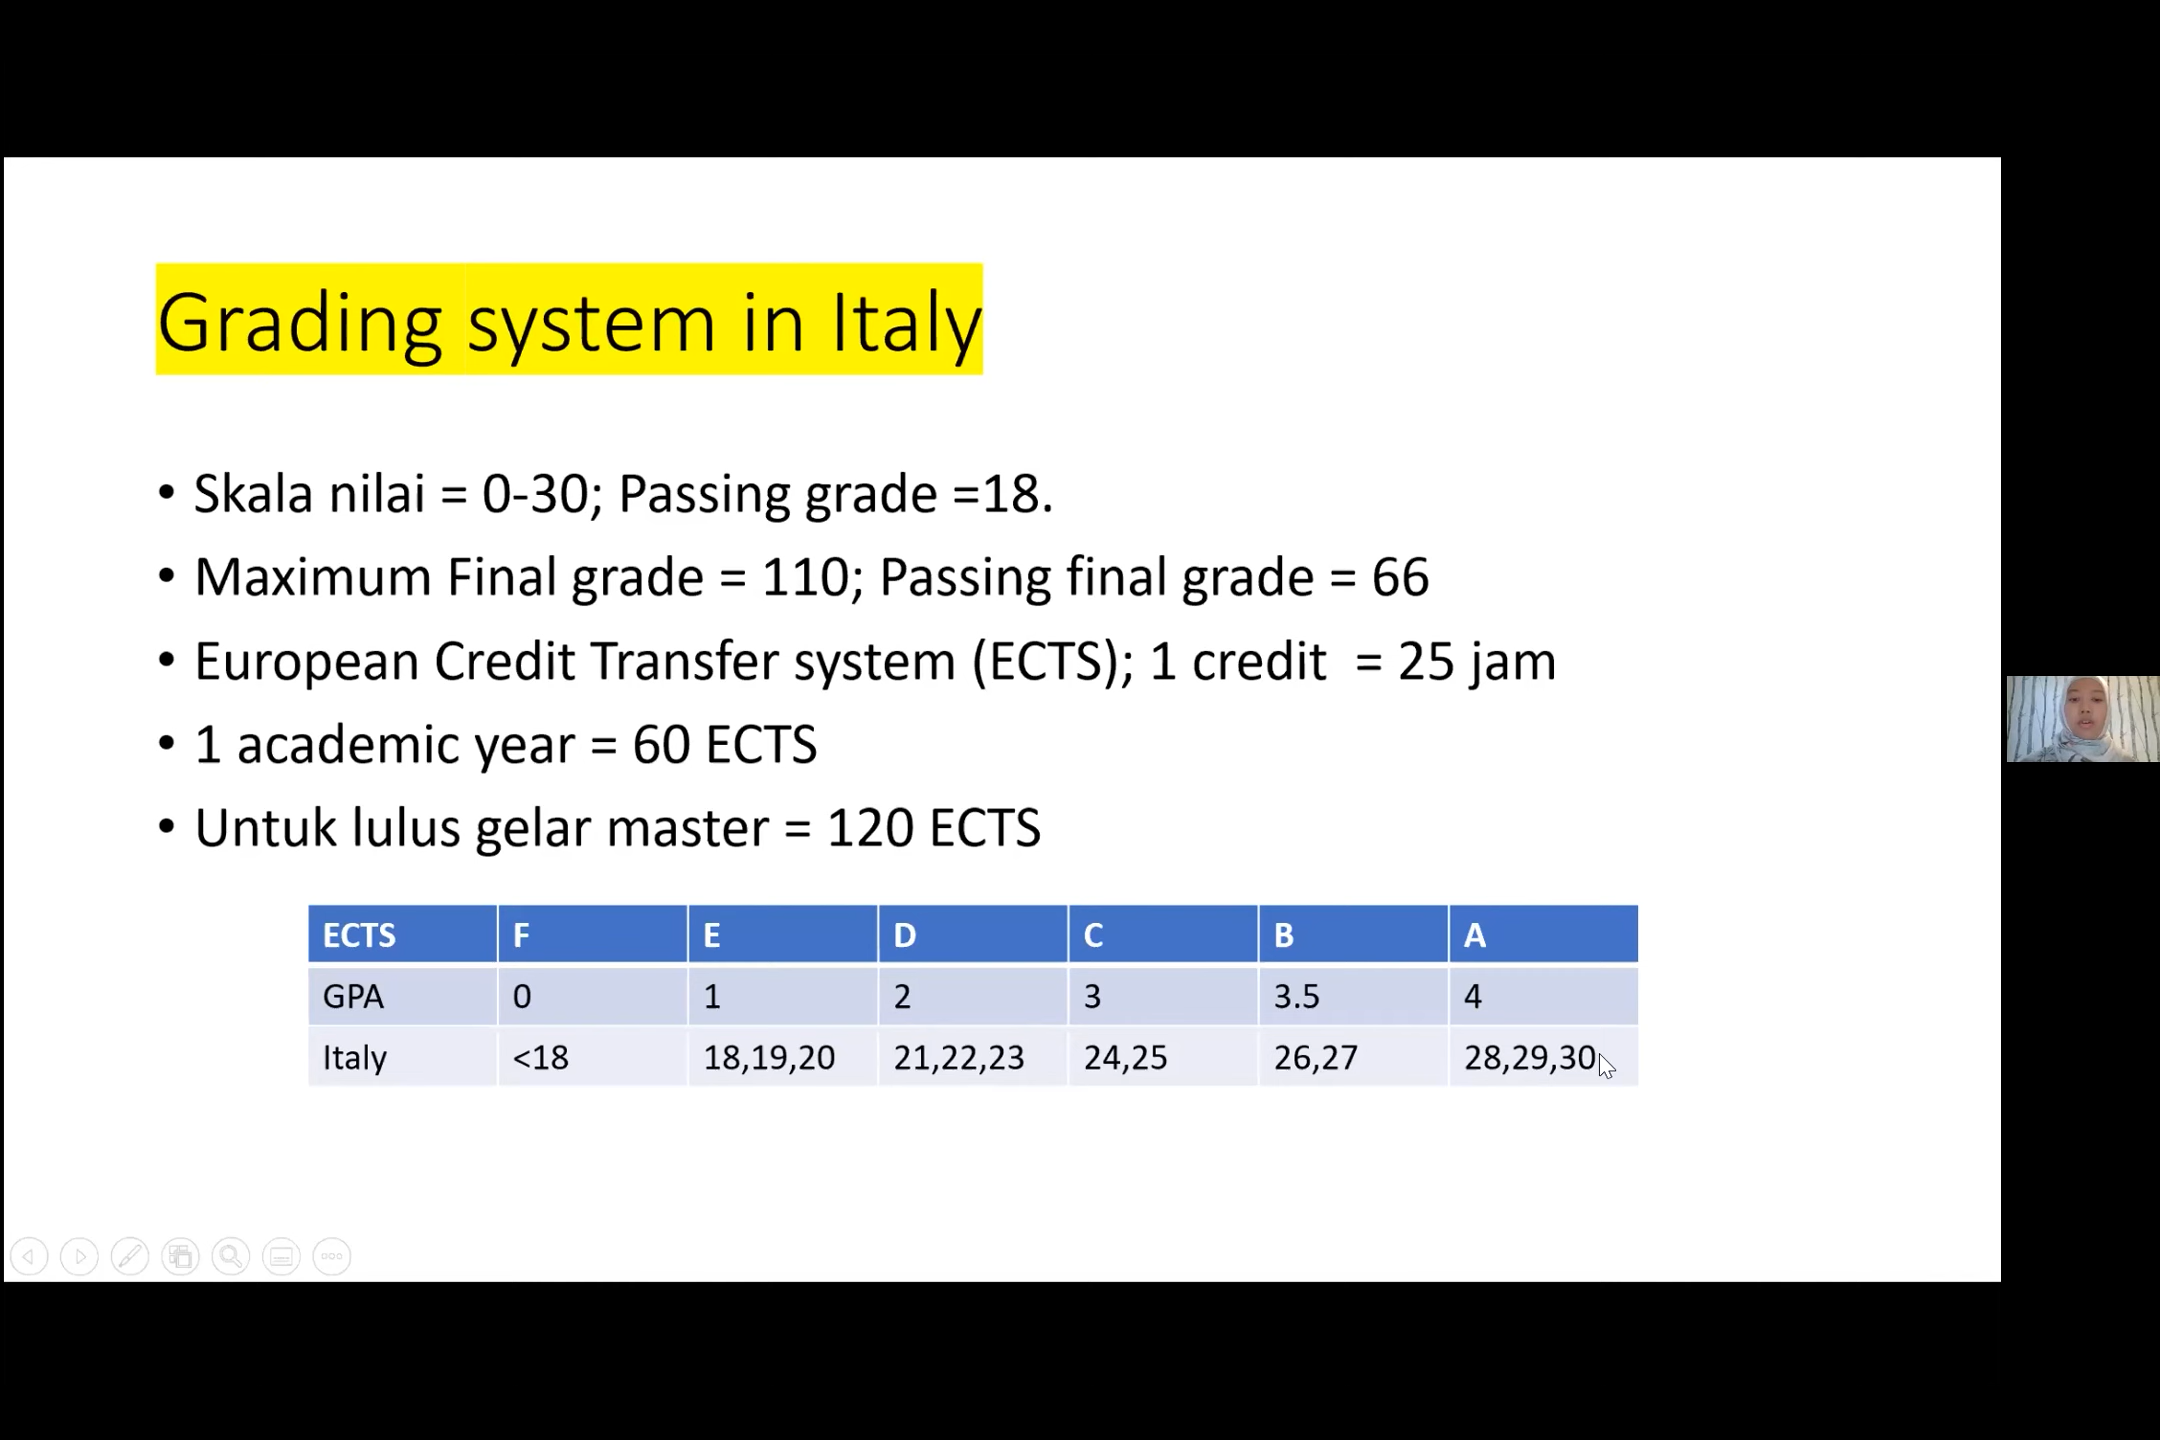 Grading system in Italy
• Skala nilai = 0-30; Passing grade =18.
• Maximum Final grade = 110; Passing final grade = 66
• European Credit Transfer system (ECTS); 1 credit  = 25 jam
• 1 academic year = 60 ECTS
• Untuk lulus gelar master = 120 ECTS
ECTS F E D C B A
GPA 0 1 2 3 3.5 4
Italy <18 18,19,20 21,22,23 24,25 26,27 28,29,30